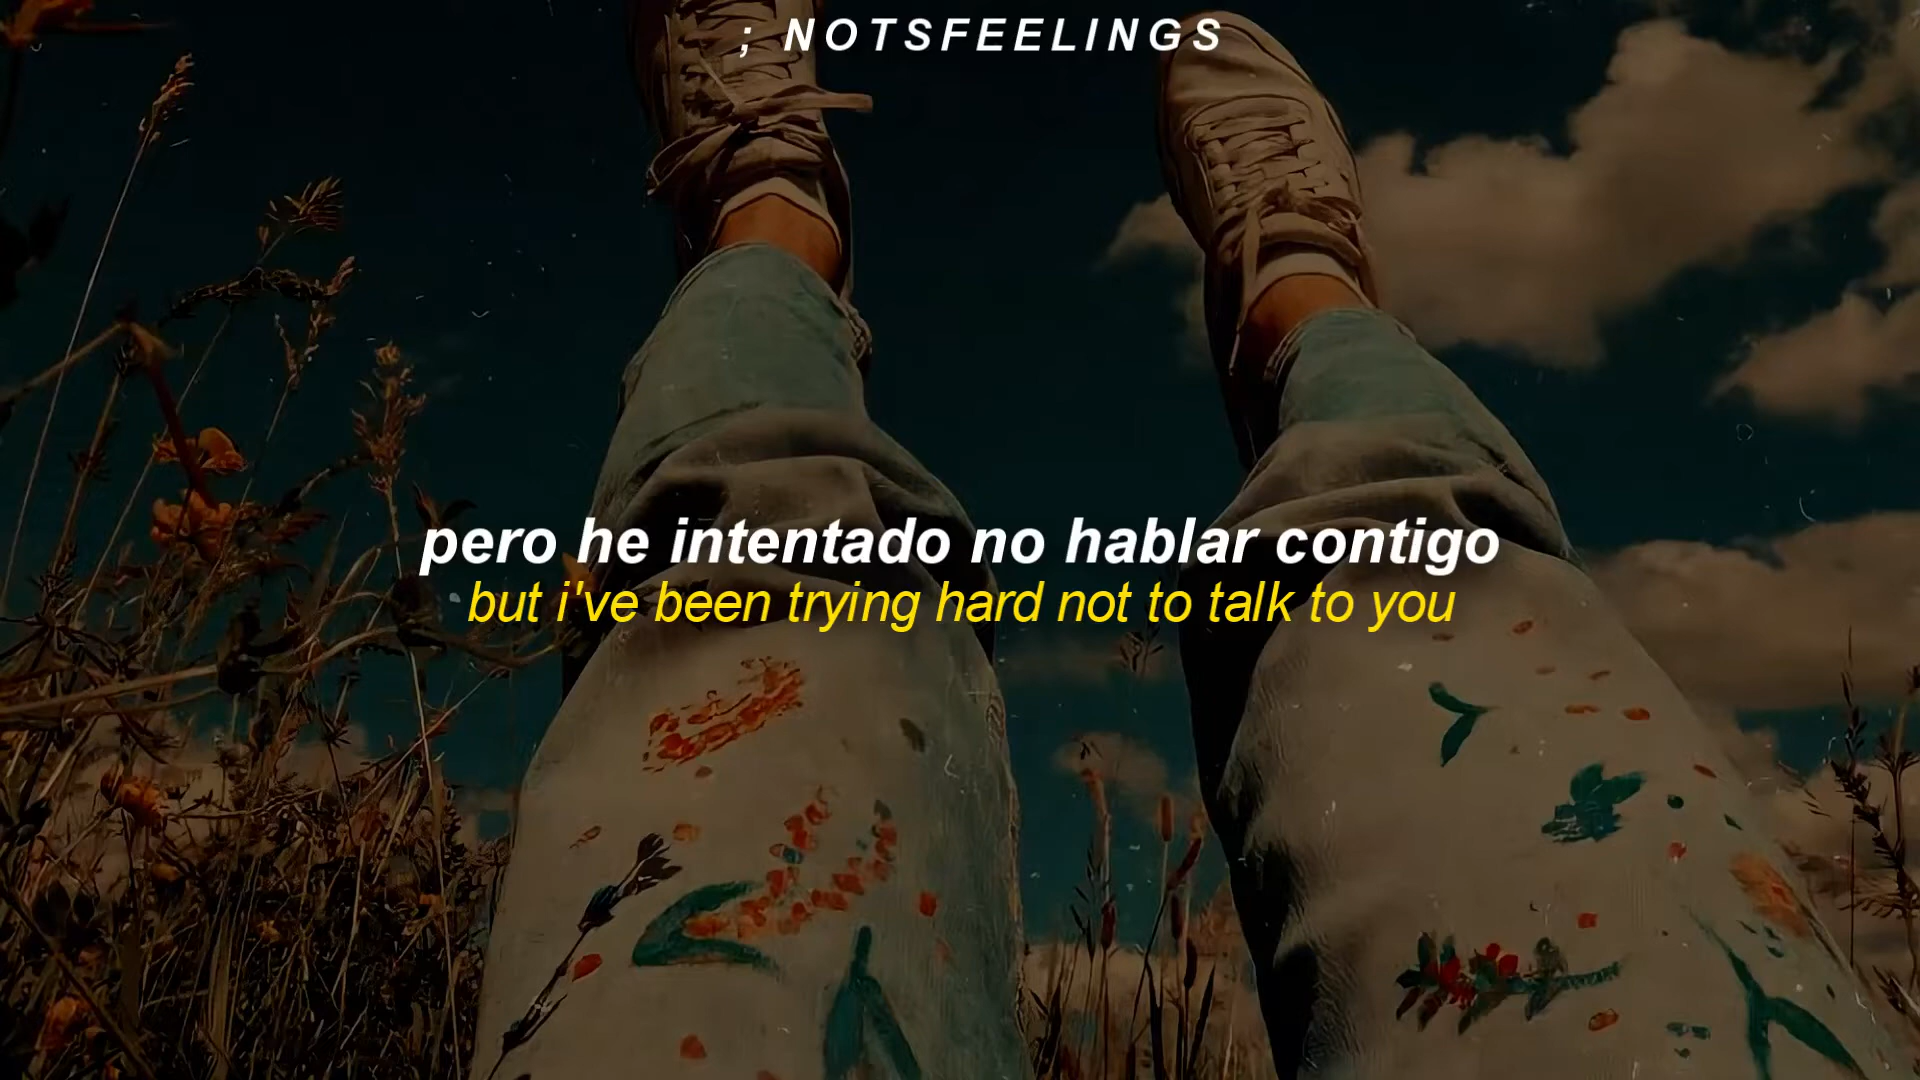 ; NOTSFEELINGS
pero he intentado no hablar contigo
but i've been trying hard not to talk to you